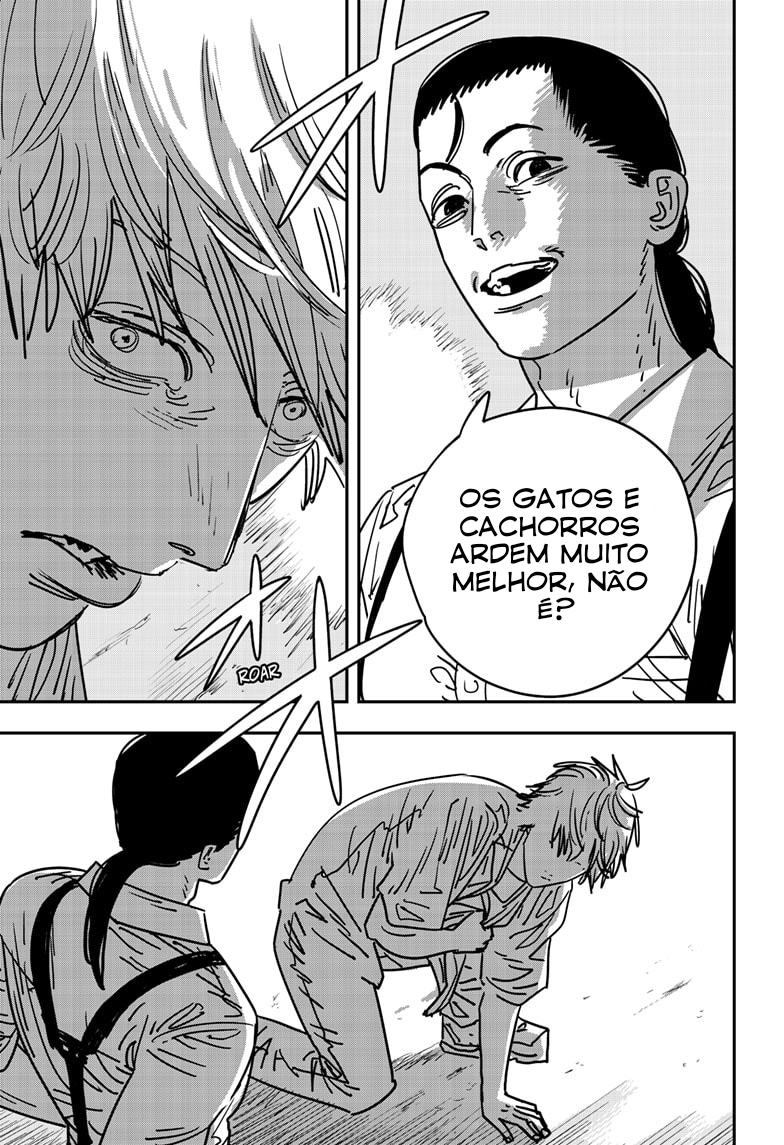 OS GATOS E
CACHORROS
ARDEM MUITO
MELHOR, NÃO
É?
ROAR